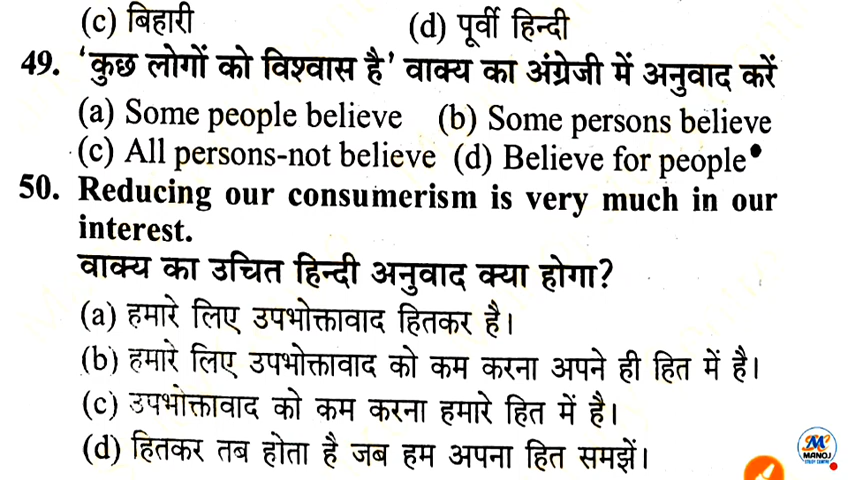 (c) बिहारी (d) पूर्वी हिन्दी
49. 'कुछ लोगों को विश्वास है' वाक्य का अंग्रेजी में अनुवाद करें
(a) Some people believe (b) Some persons believe
(c) All persons-not believe (d) Believe for people
50. Reducing our consumerism is very much in our
interest.
वाक्य का उचित हिन्दी अनुवाद क्या होगा?
(a) हमारे लिए उपभोक्तावाद हितकर है।
(b) हमारे लिए उपभोक्तावाद को कम करना अपने ही हित में है।
(c) उपभोक्तावाद को कम करना हमारे हित में है।
(d) हितकर तब होता है जब हम अपना हित समझें।
MANOJ
STUDY CENTRE